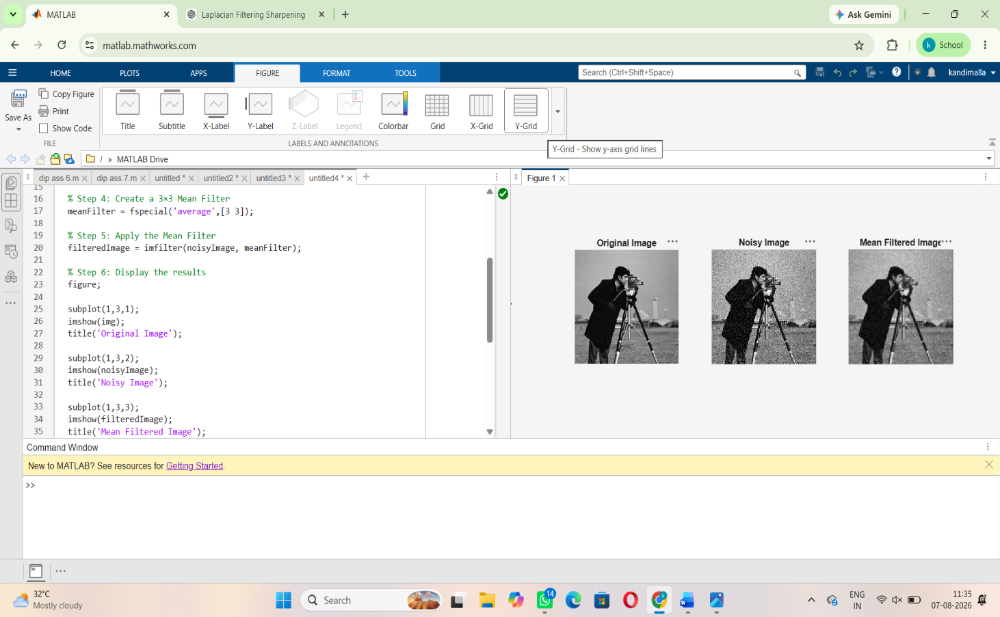 MATLAB
Laplacian Filtering Sharpening
Ask Gemini
matlab.mathworks.com
k School
HOME PLOTS APPS FIGURE FORMAT TOOLS
Search (Ctrl+Shift+Space)
kandimalla
Save As
Copy Figure
Print
Show Code
FILE
Title Subtitle X-Label Y-Label Z-Label Legend Colorbar Grid X-Grid Y-Grid
LABELS AND ANNOTATIONS
Y-Grid - Show y-axis grid lines
/ > MATLAB Drive
dip ass 6.m dip ass 7.m untitled * untitled2 * untitled3 * untitled4 *
Figure 1
15
16 % Step 4: Create a 3×3 Mean Filter
17 meanFilter = fspecial('average',[3 3]);
18
19 % Step 5: Apply the Mean Filter
20 filteredImage = imfilter(noisyImage, meanFilter);
21
22 % Step 6: Display the results
23 figure;
24
25 subplot(1,3,1);
26 imshow(img);
27 title('Original Image');
28
29 subplot(1,3,2);
30 imshow(noisyImage);
31 title('Noisy Image');
32
33 subplot(1,3,3);
34 imshow(filteredImage);
35 title('Mean Filtered Image');
Original Image
Noisy Image
Mean Filtered Image
Command Window
New to MATLAB? See resources for Getting Started.
>>
32°C
Mostly cloudy
Search
14
ENG
IN
11:35
07-08-2026